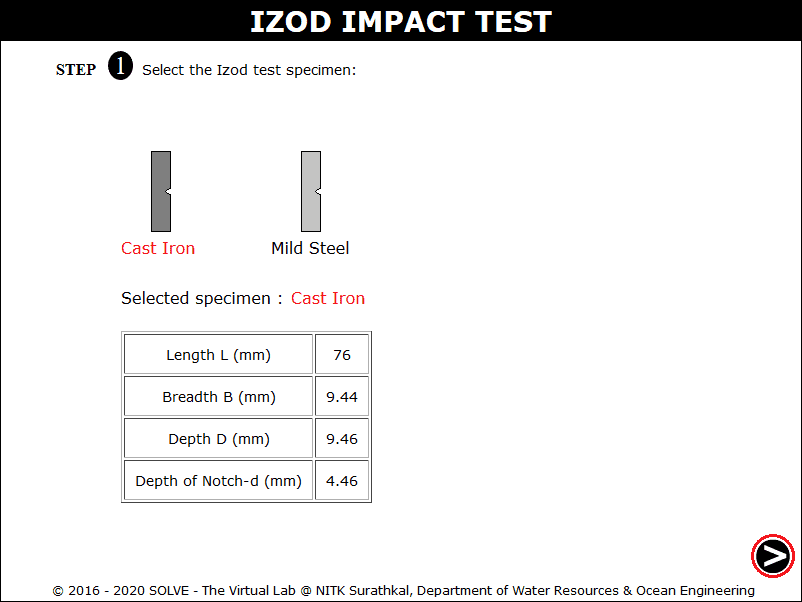 IZOD IMPACT TEST
STEP 1 Select the Izod test specimen:
Cast Iron Mild Steel
Selected specimen : Cast Iron
Length L (mm) 76
Breadth B (mm) 9.44
Depth D (mm) 9.46
Depth of Notch-d (mm) 4.46
>
© 2016 - 2020 SOLVE - The Virtual Lab @ NITK Surathkal, Department of Water Resources & Ocean Engineering